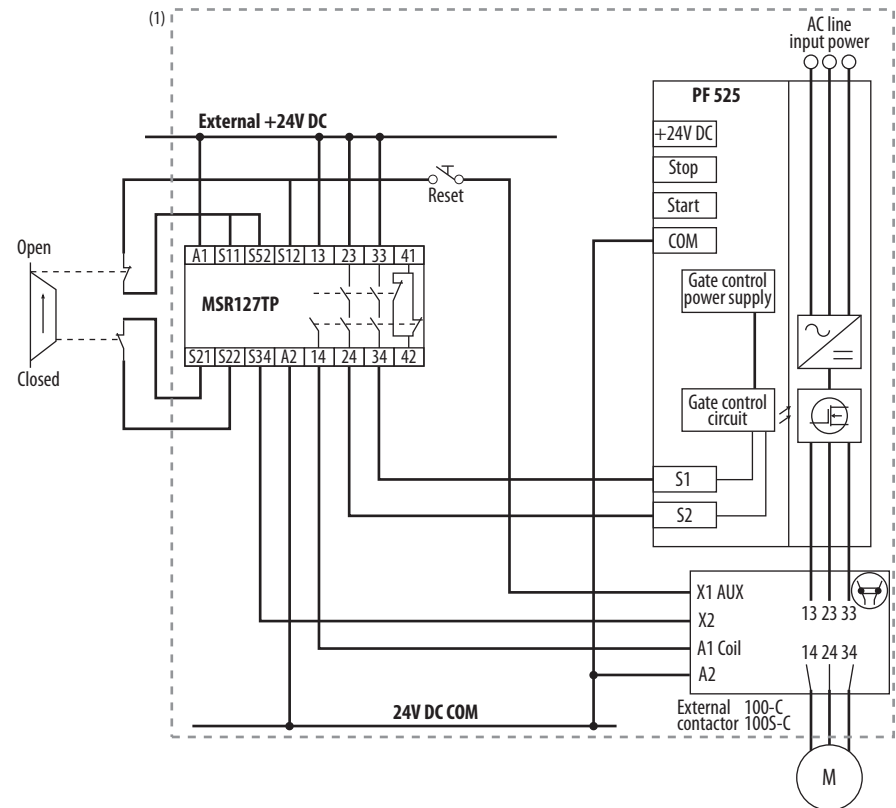 (1)
AC line
input power
PF 525
External +24V DC
+24V DC
Stop
Start
COM
Reset
Open
Closed
A1 S11 S52 S12 13 23 33 41
MSR127TP
S21 S22 S34 A2 14 24 34 42
Gate control
power supply
Gate control
circuit
S1
S2
X1 AUX
X2
A1 Coil
A2
13 23 33
14 24 34
24V DC COM
External 100-C
contactor 100S-C
M